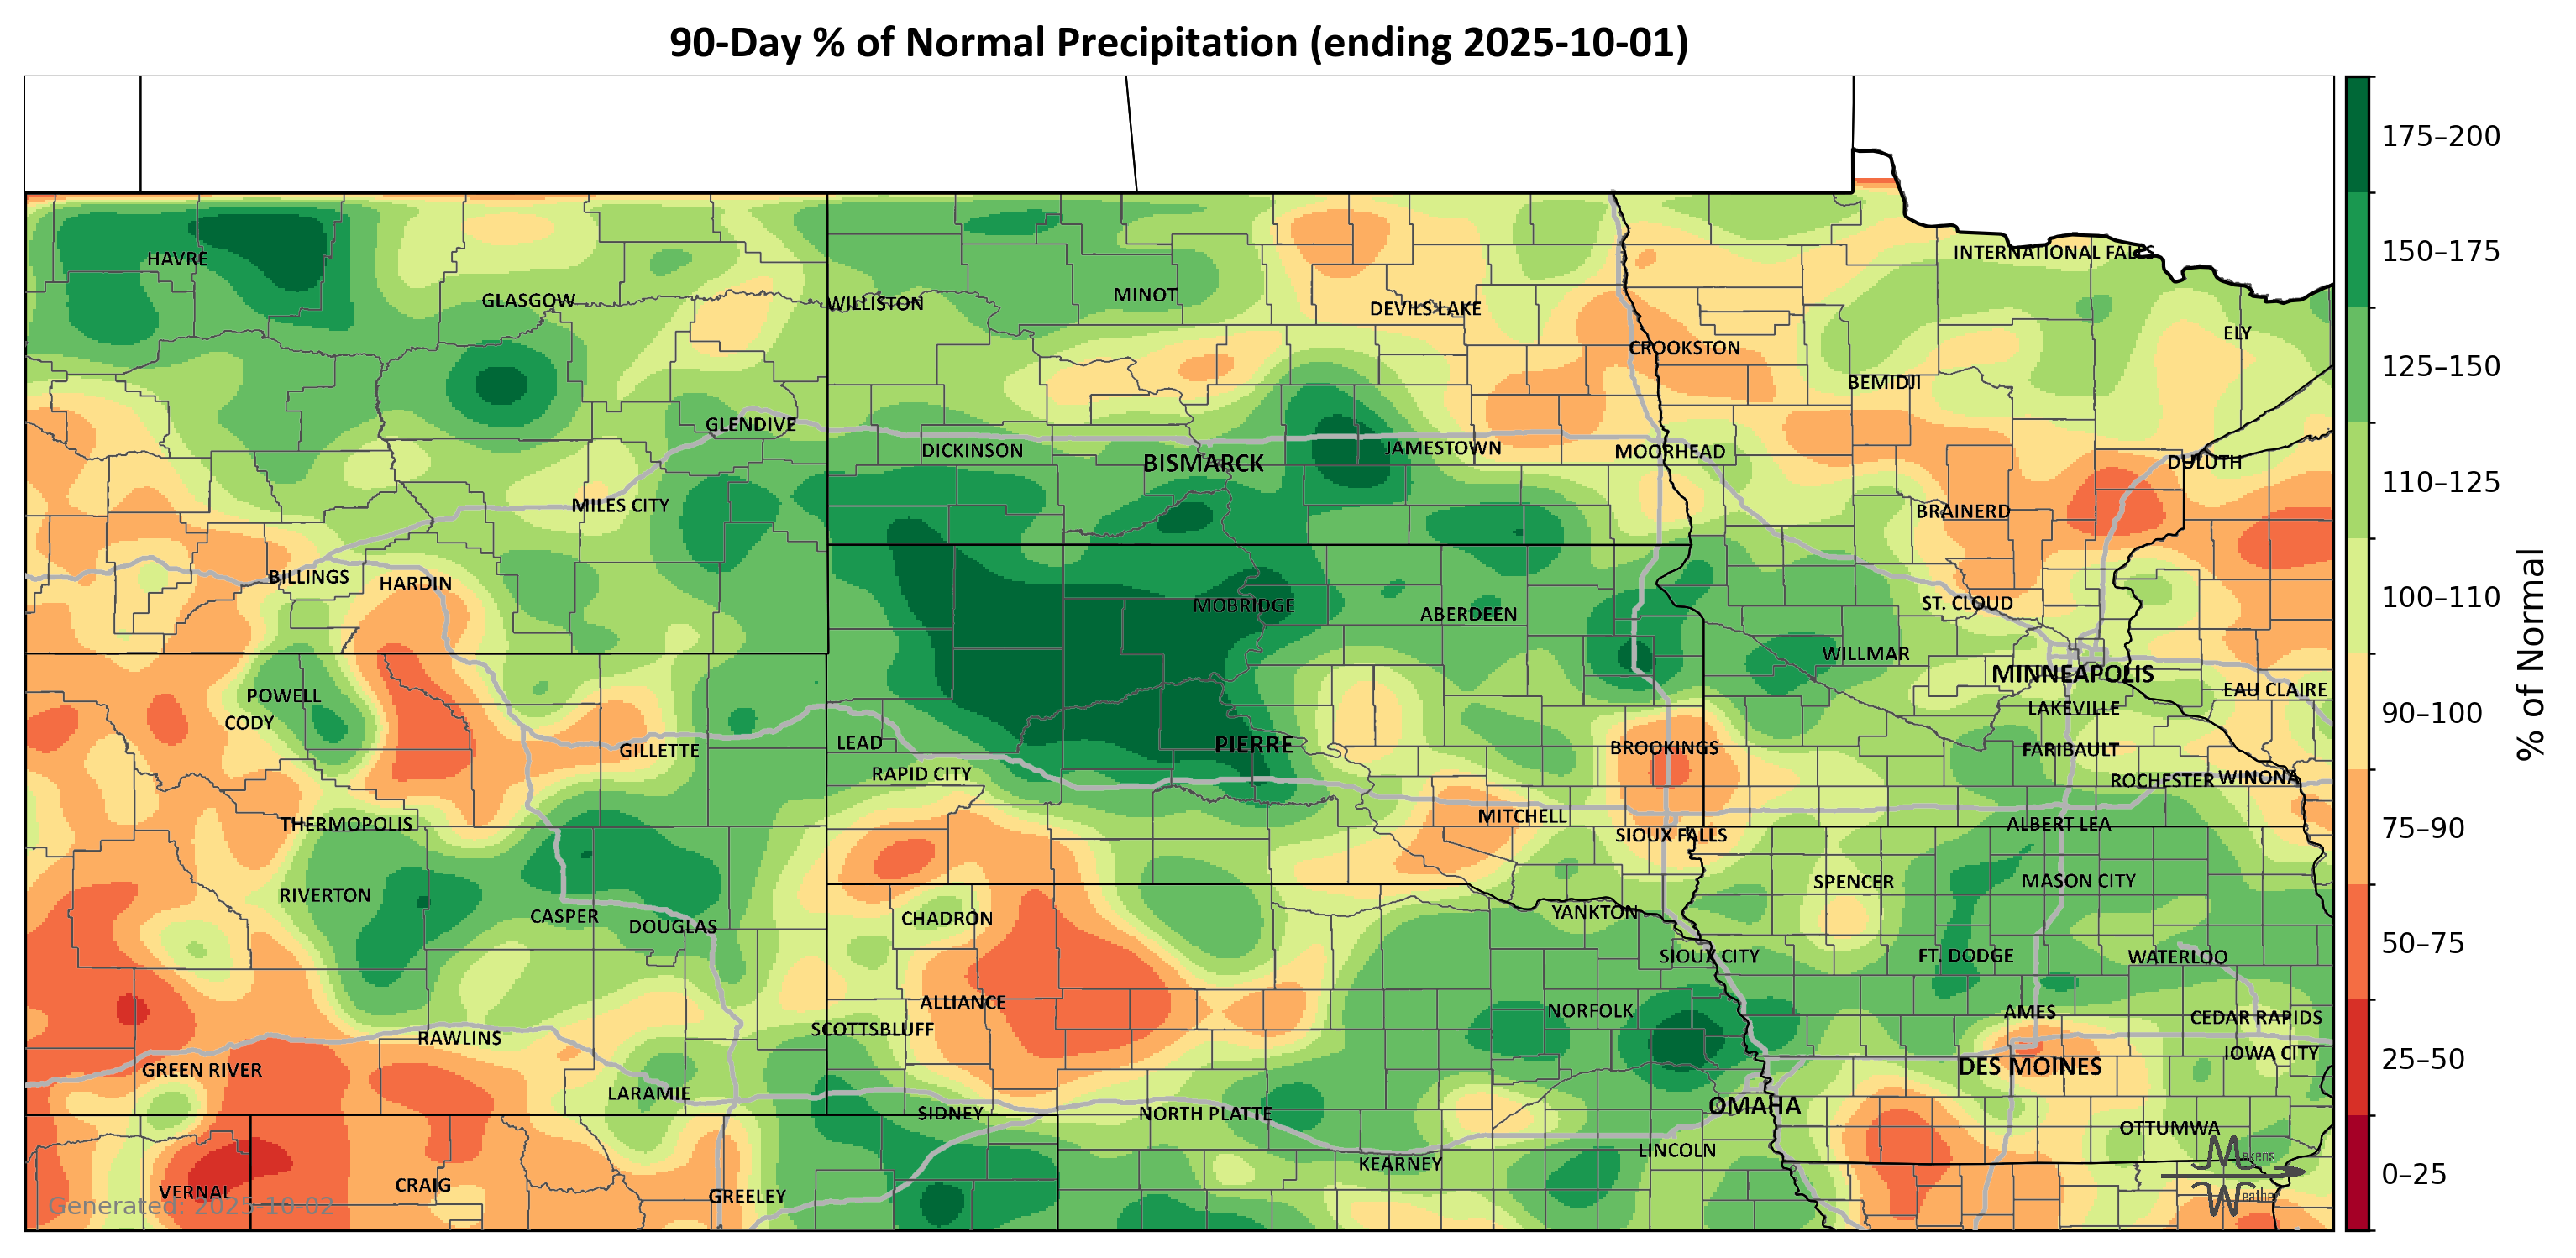 90-Day % of Normal Precipitation (ending 2025-10-01)
175–200
150–175
125–150
110–125
100–110
90–100
75–90
50–75
25–50
0–25
% of Normal
INTERNATIONAL FALLS
HAVRE
GLASGOW
WILLISTON
MINOT
DEVILS LAKE
ELY
CROOKSTON
BEMIDJI
GLENDIVE
DICKINSON
BISMARCK
JAMESTOWN
MOORHEAD
DULUTH
MILES CITY
BRAINERD
BILLINGS
HARDIN
MOBRIDGE
ABERDEEN
ST. CLOUD
WILLMAR
MINNEAPOLIS
EAU CLAIRE
POWELL
CODY
LAKEVILLE
GILLETTE
LEAD
PIERRE
BROOKINGS
FARIBAULT
RAPID CITY
ROCHESTER
WINONA
THERMOPOLIS
MITCHELL
SIOUX FALLS
ALBERT LEA
RIVERTON
SPENCER
MASON CITY
CASPER
DOUGLAS
CHADRON
YANKTON
SIOUX CITY
FT. DODGE
WATERLOO
ALLIANCE
NORFOLK
AMES
CEDAR RAPIDS
SCOTTSBLUFF
RAWLINS
IOWA CITY
GREEN RIVER
DES MOINES
LARAMIE
OMAHA
SIDNEY
NORTH PLATTE
OTTUMWA
LINCOLN
KEARNEY
VERNAL
CRAIG
GREELEY
Generated: 2025-10-02
Makens
Weather